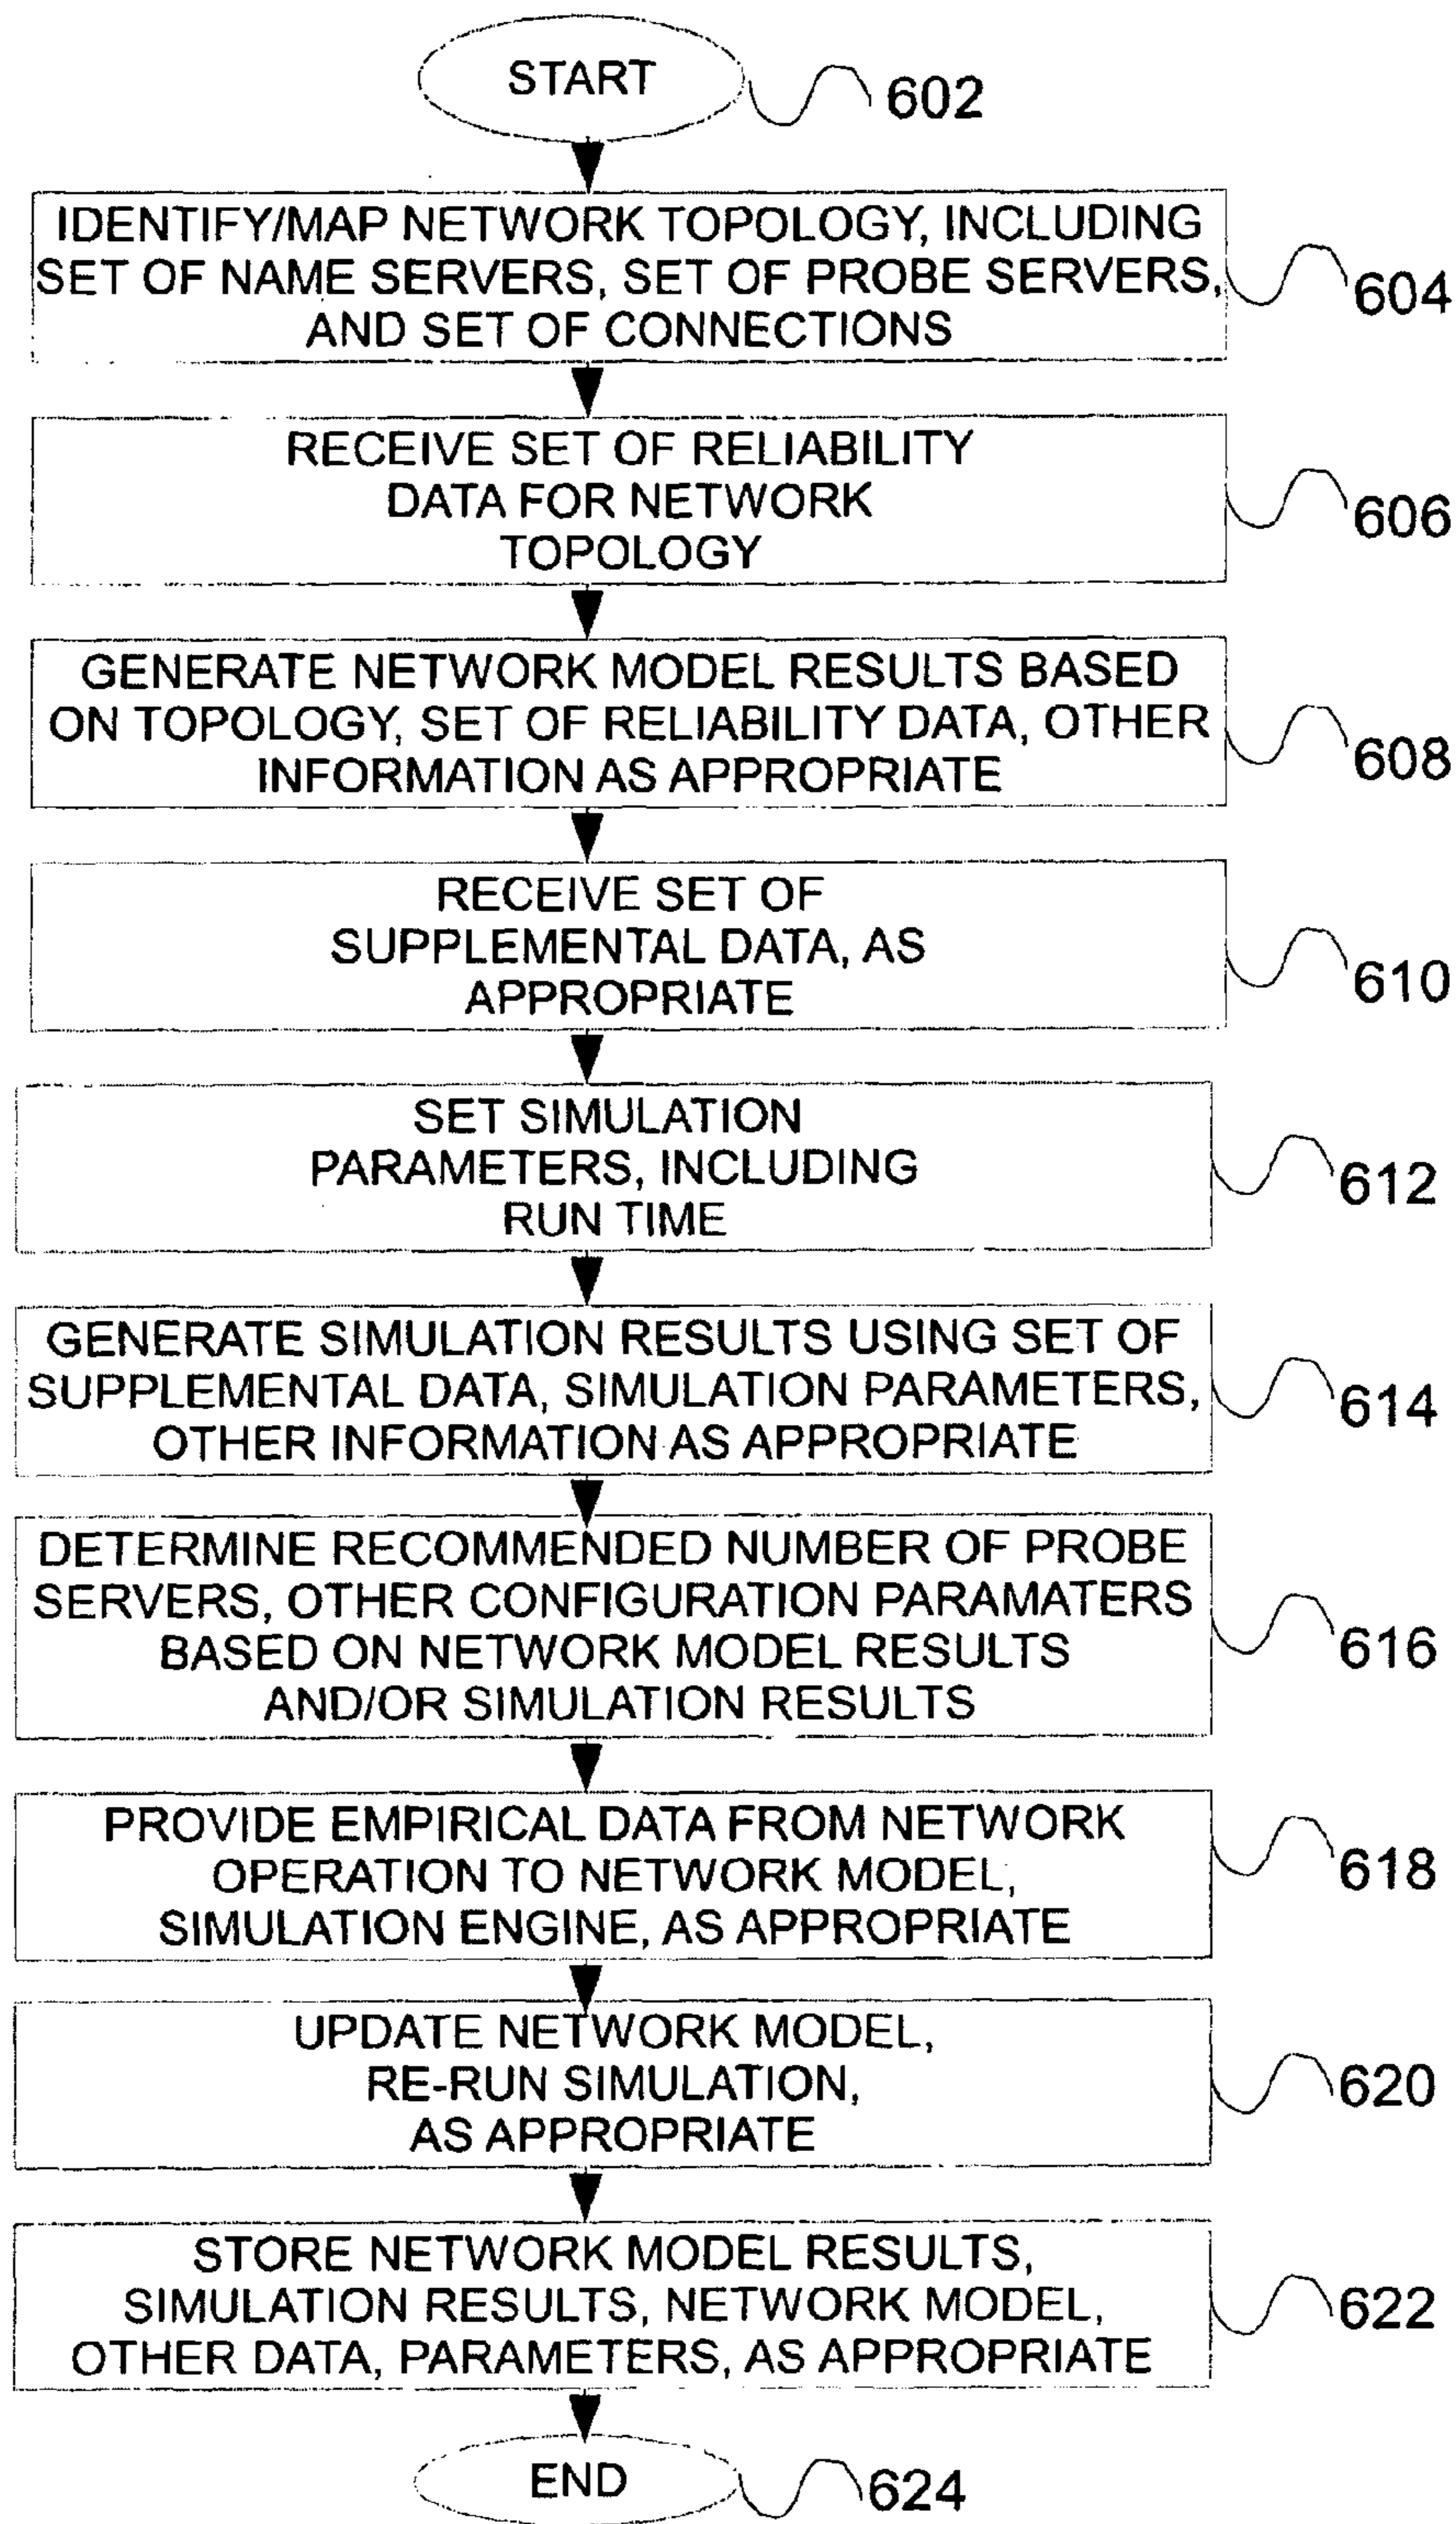 START
602
IDENTIFY/MAP NETWORK TOPOLOGY, INCLUDING
SET OF NAME SERVERS, SET OF PROBE SERVERS,
AND SET OF CONNECTIONS
604
RECEIVE SET OF RELIABILITY
DATA FOR NETWORK
TOPOLOGY
606
GENERATE NETWORK MODEL RESULTS BASED
ON TOPOLOGY, SET OF RELIABILITY DATA, OTHER
INFORMATION AS APPROPRIATE
608
RECEIVE SET OF
SUPPLEMENTAL DATA, AS
APPROPRIATE
610
SET SIMULATION
PARAMETERS, INCLUDING
RUN TIME
612
GENERATE SIMULATION RESULTS USING SET OF
SUPPLEMENTAL DATA, SIMULATION PARAMETERS,
OTHER INFORMATION AS APPROPRIATE
614
DETERMINE RECOMMENDED NUMBER OF PROBE
SERVERS, OTHER CONFIGURATION PARAMATERS
BASED ON NETWORK MODEL RESULTS
AND/OR SIMULATION RESULTS
616
PROVIDE EMPIRICAL DATA FROM NETWORK
OPERATION TO NETWORK MODEL,
SIMULATION ENGINE, AS APPROPRIATE
618
UPDATE NETWORK MODEL,
RE-RUN SIMULATION,
AS APPROPRIATE
620
STORE NETWORK MODEL RESULTS,
SIMULATION RESULTS, NETWORK MODEL,
OTHER DATA, PARAMETERS, AS APPROPRIATE
622
END
624